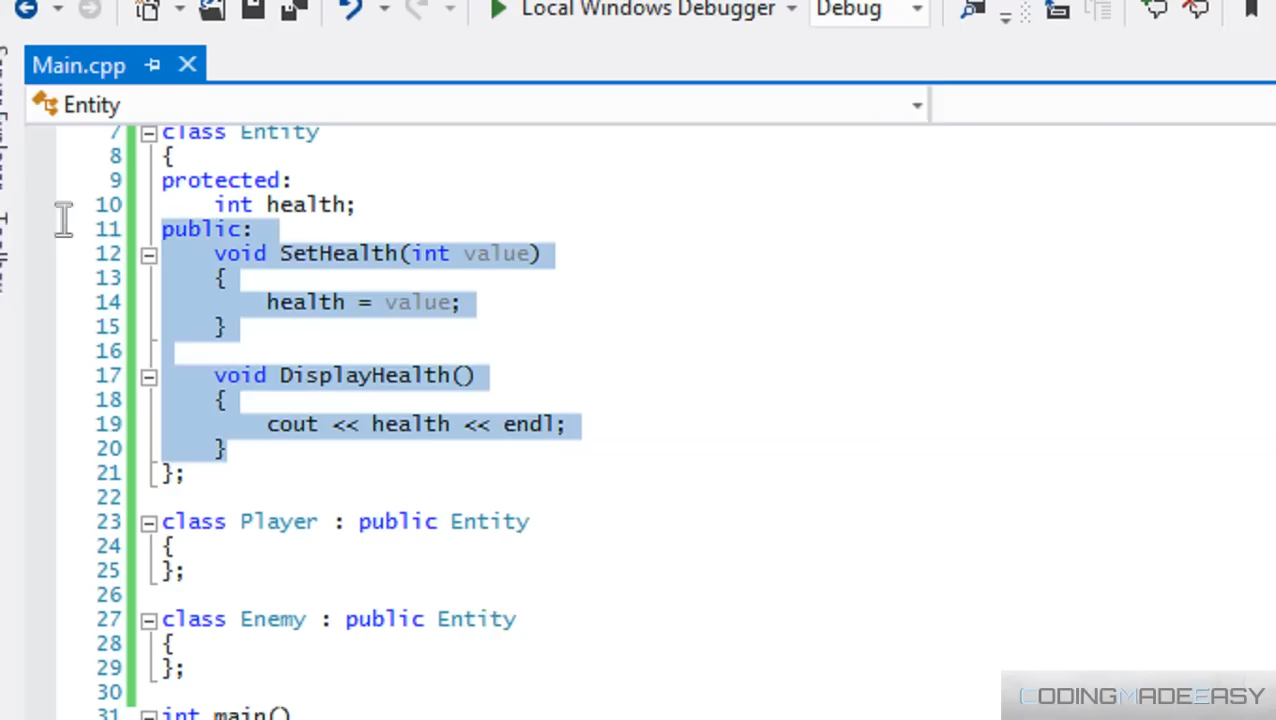 Local Windows Debugger Debug
Main.cpp
Entity
7 class Entity
8 {
9 protected:
10 int health;
11 public:
12 void SetHealth(int value)
13 {
14 health = value;
15 }
16
17 void DisplayHealth()
18 {
19 cout << health << endl;
20 }
21 };
22
23 class Player : public Entity
24 {
25 };
26
27 class Enemy : public Entity
28 {
29 };
30
31 int main()
CODINGMADEEASY